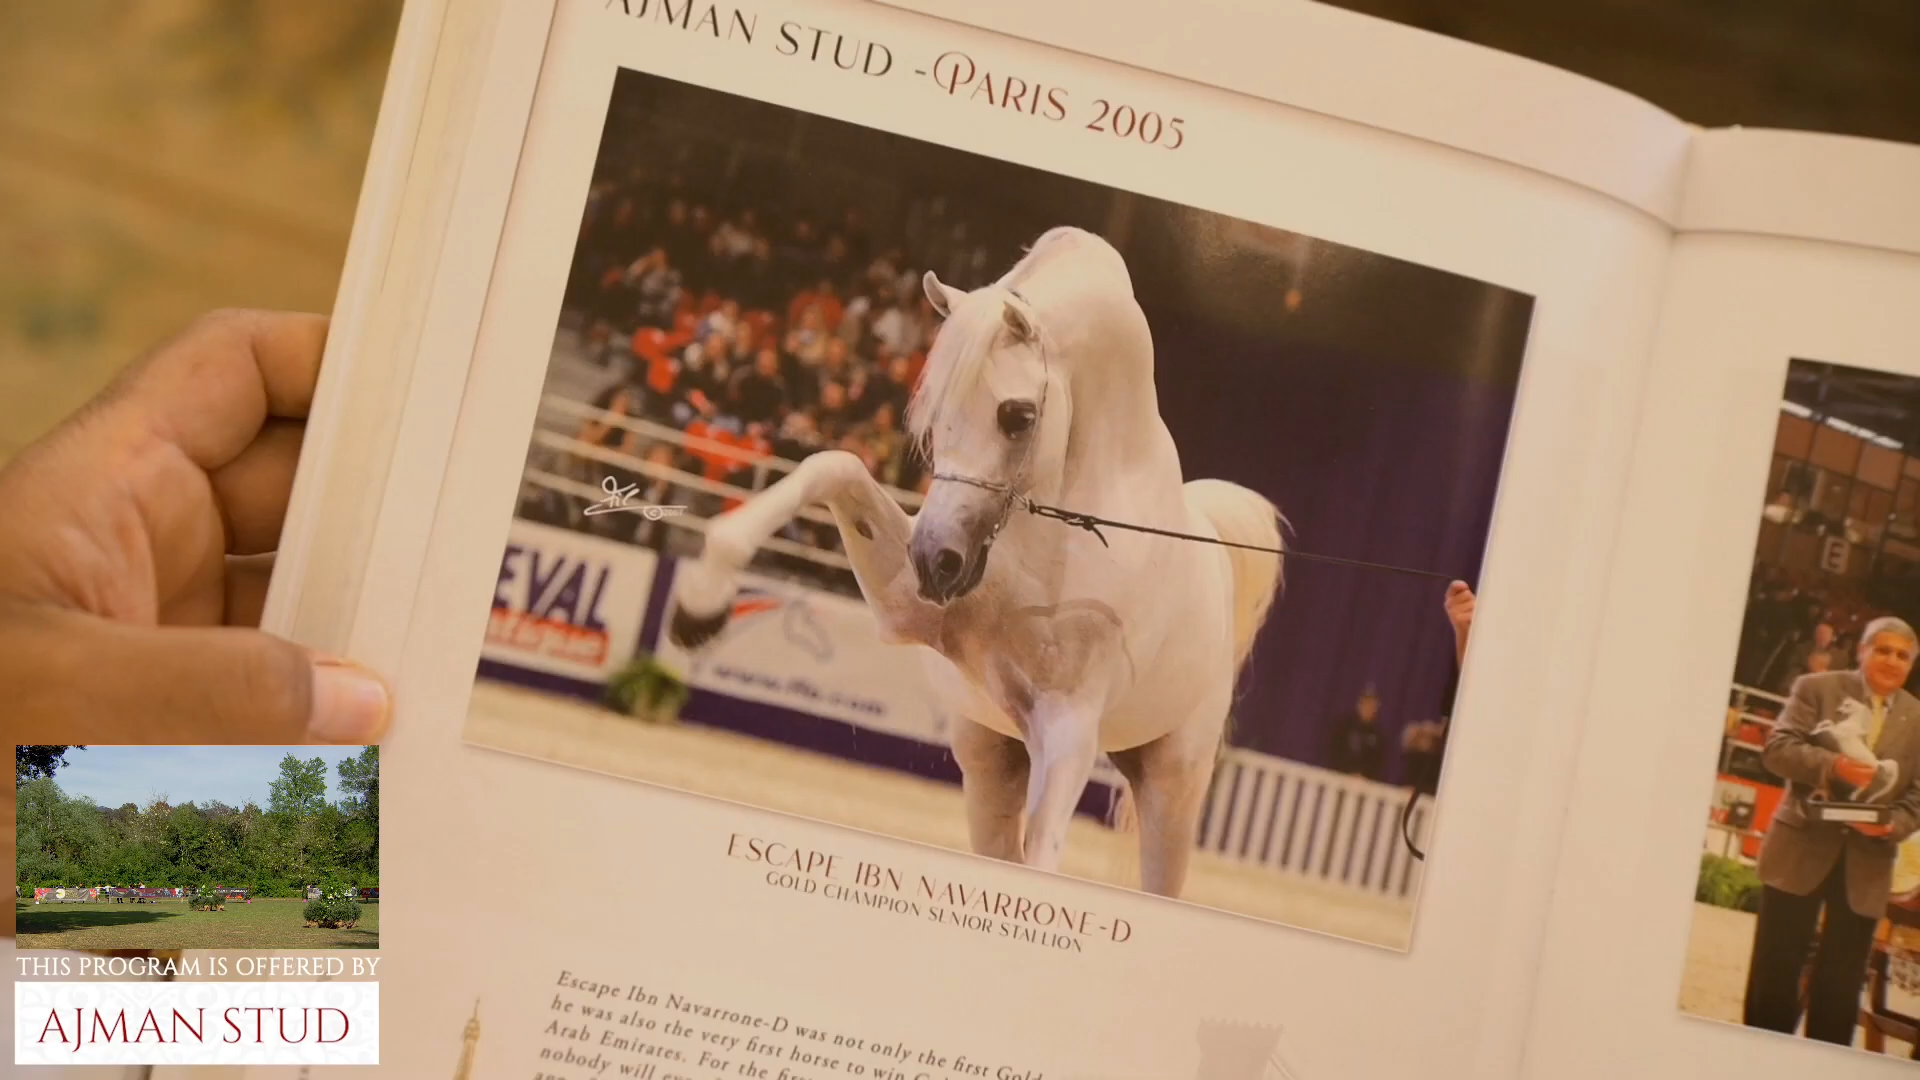 AJMAN STUD - PARIS 2005
EVAL
ESCAPE IBN NAVARRONE-D
GOLD CHAMPION SENIOR STALLION
Escape Ibn Navarrone-D was not only the first Gold
he was also the very first horse to win
Arab Emirates. For the
nobody will
E
THIS PROGRAM IS OFFERED BY
AJMAN STUD